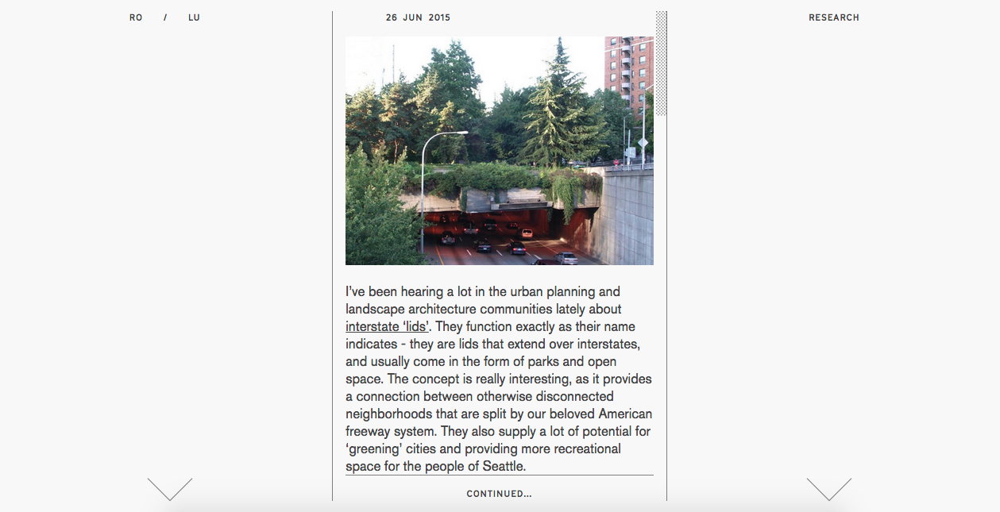 RO / LU
26 JUN 2015
RESEARCH
I've been hearing a lot in the urban planning and
landscape architecture communities lately about
interstate ‘lids’. They function exactly as their name
indicates - they are lids that extend over interstates,
and usually come in the form of parks and open
space. The concept is really interesting, as it provides
a connection between otherwise disconnected
neighborhoods that are split by our beloved American
freeway system. They also supply a lot of potential for
‘greening’ cities and providing more recreational
space for the people of Seattle.
CONTINUED...